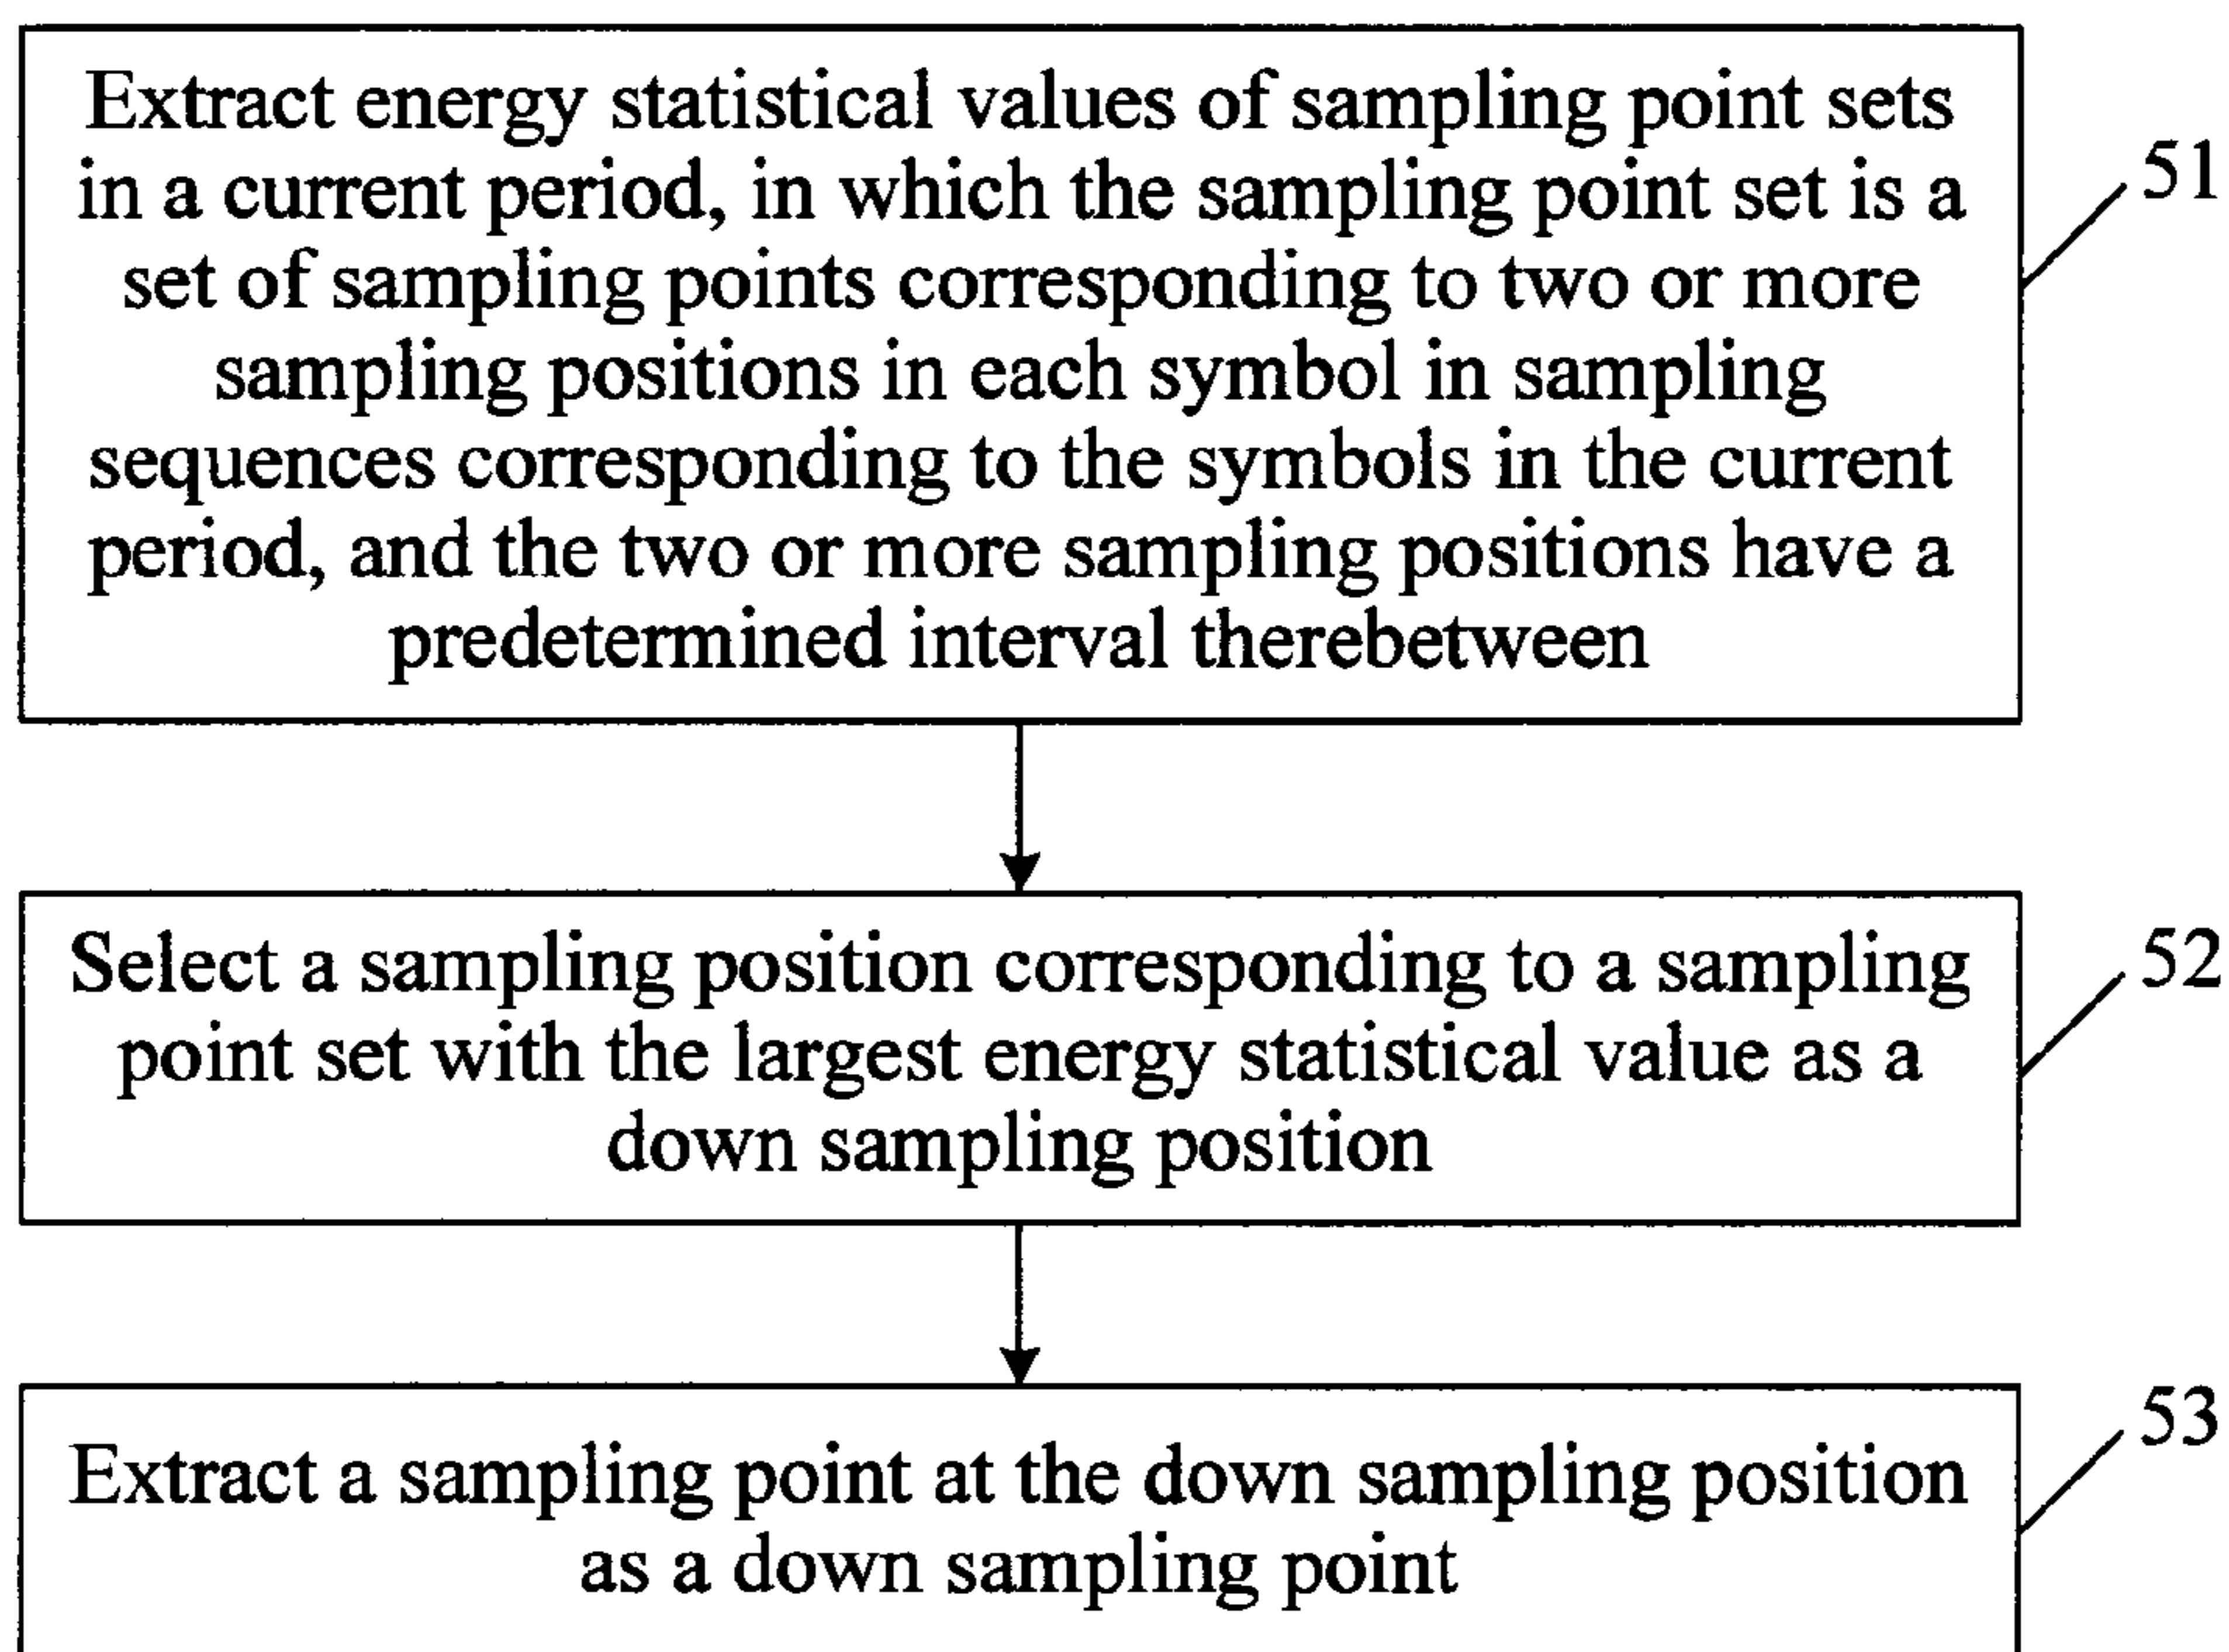 Extract energy statistical values of sampling point sets
in a current period, in which the sampling point set is a
set of sampling points corresponding to two or more
sampling positions in each symbol in sampling
sequences corresponding to the symbols in the current
period, and the two or more sampling positions have a
predetermined interval therebetween
51
Select a sampling position corresponding to a sampling
point set with the largest energy statistical value as a
down sampling position
52
Extract a sampling point at the down sampling position
as a down sampling point
53